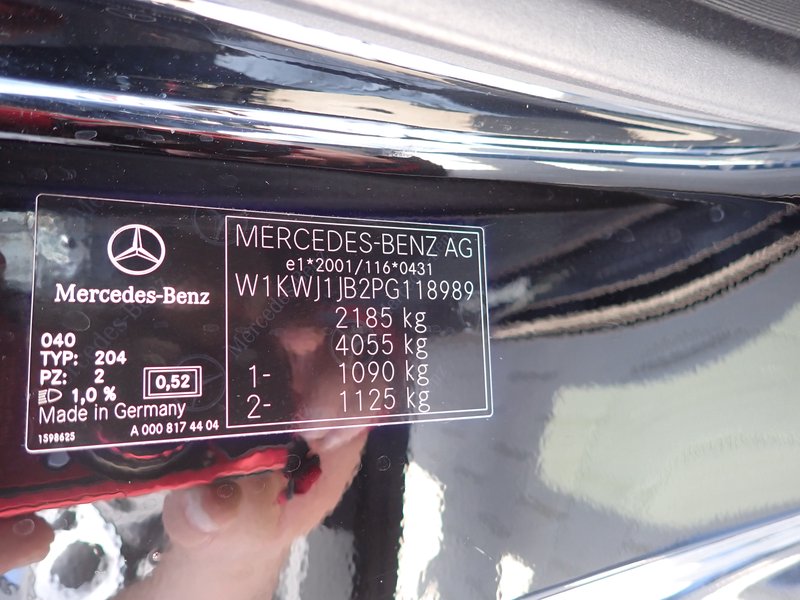 Mercedes-Benz
040
TYP: 204
PZ: 2
1,0 %
0,52
Made in Germany
1598625
A 000 817 44 04
MERCEDES-BENZ AG
e1*2001/116*0431
W1KWJ1JB2PG118989
2185 kg
4055 kg
1- 1090 kg
2- 1125 kg